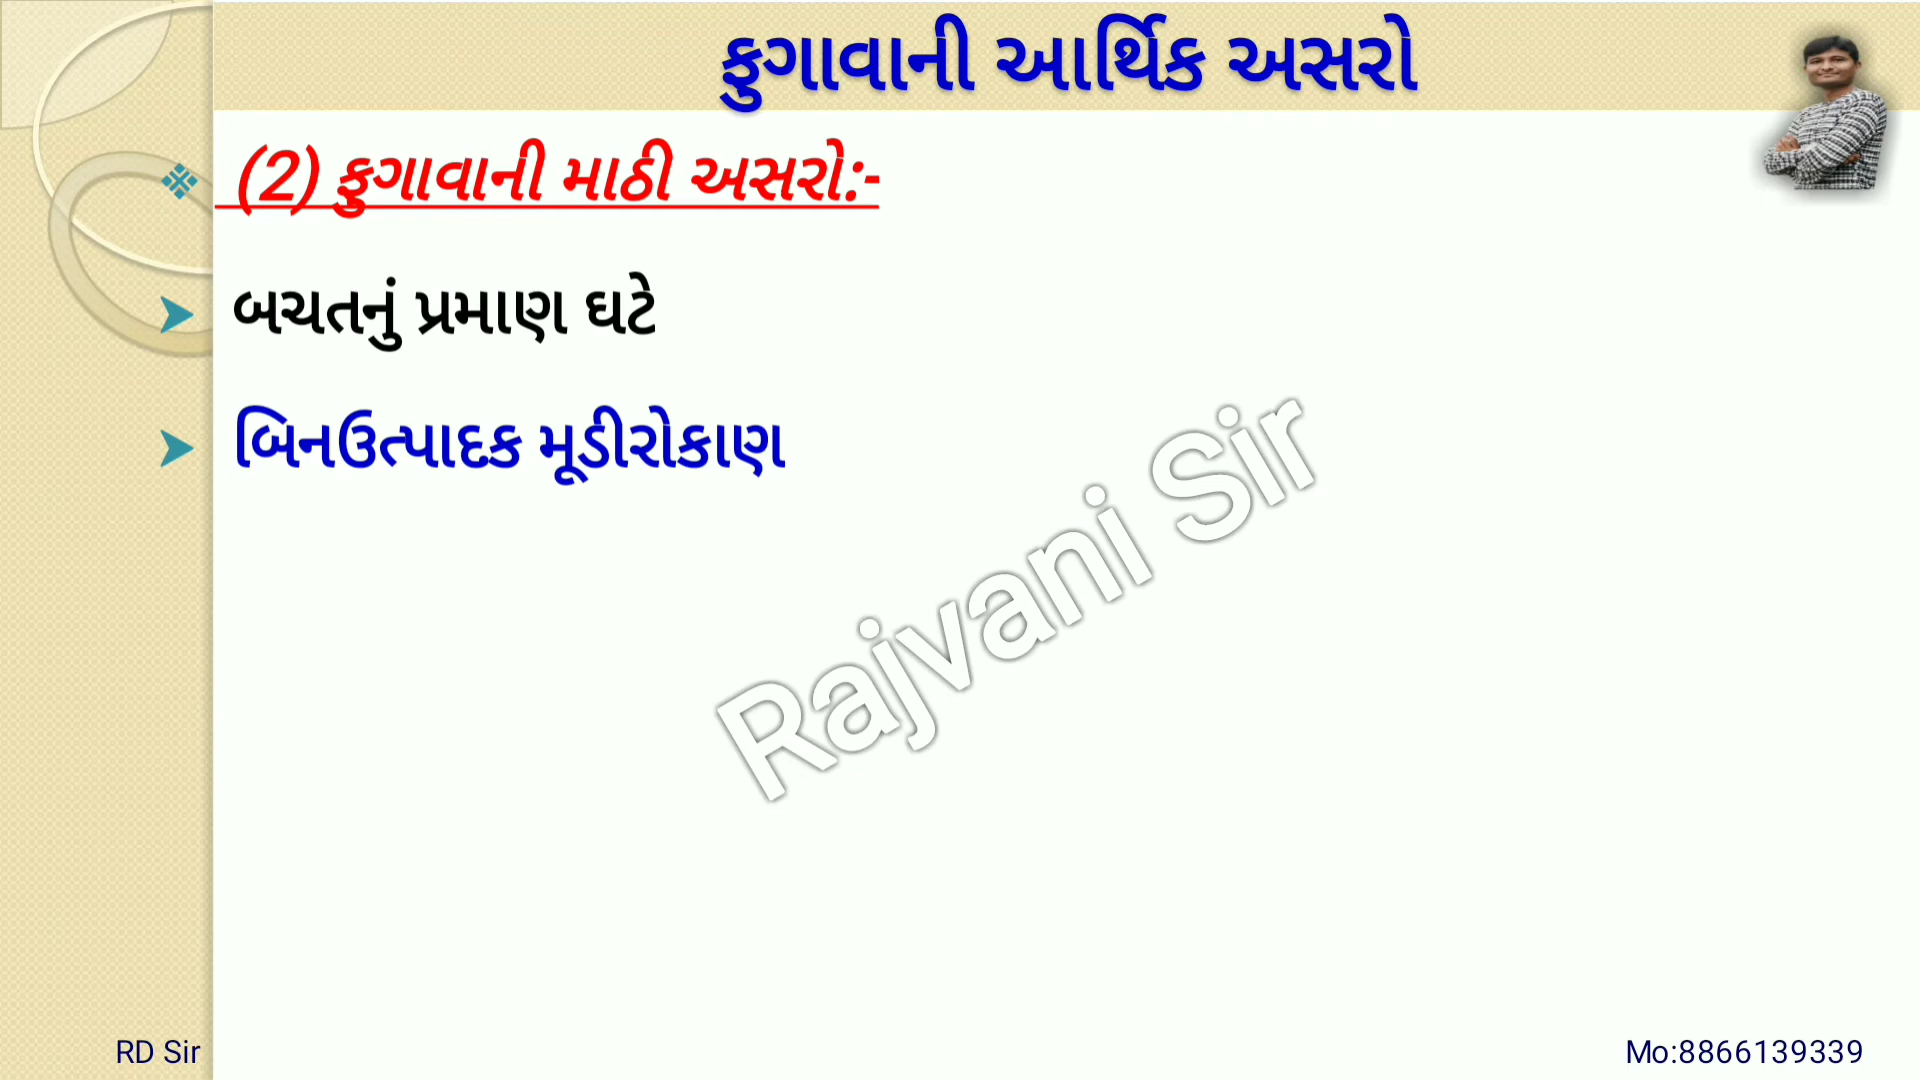 ફુગાવાની આર્થિક અસરો
(2) ફુગાવાની માઠી અસરો:-
બચતનું પ્રમાણ ઘટે
બિનઉત્પાદક મૂડીરોકાણ
Rajvani Sir
RD Sir
Mo:8866139339